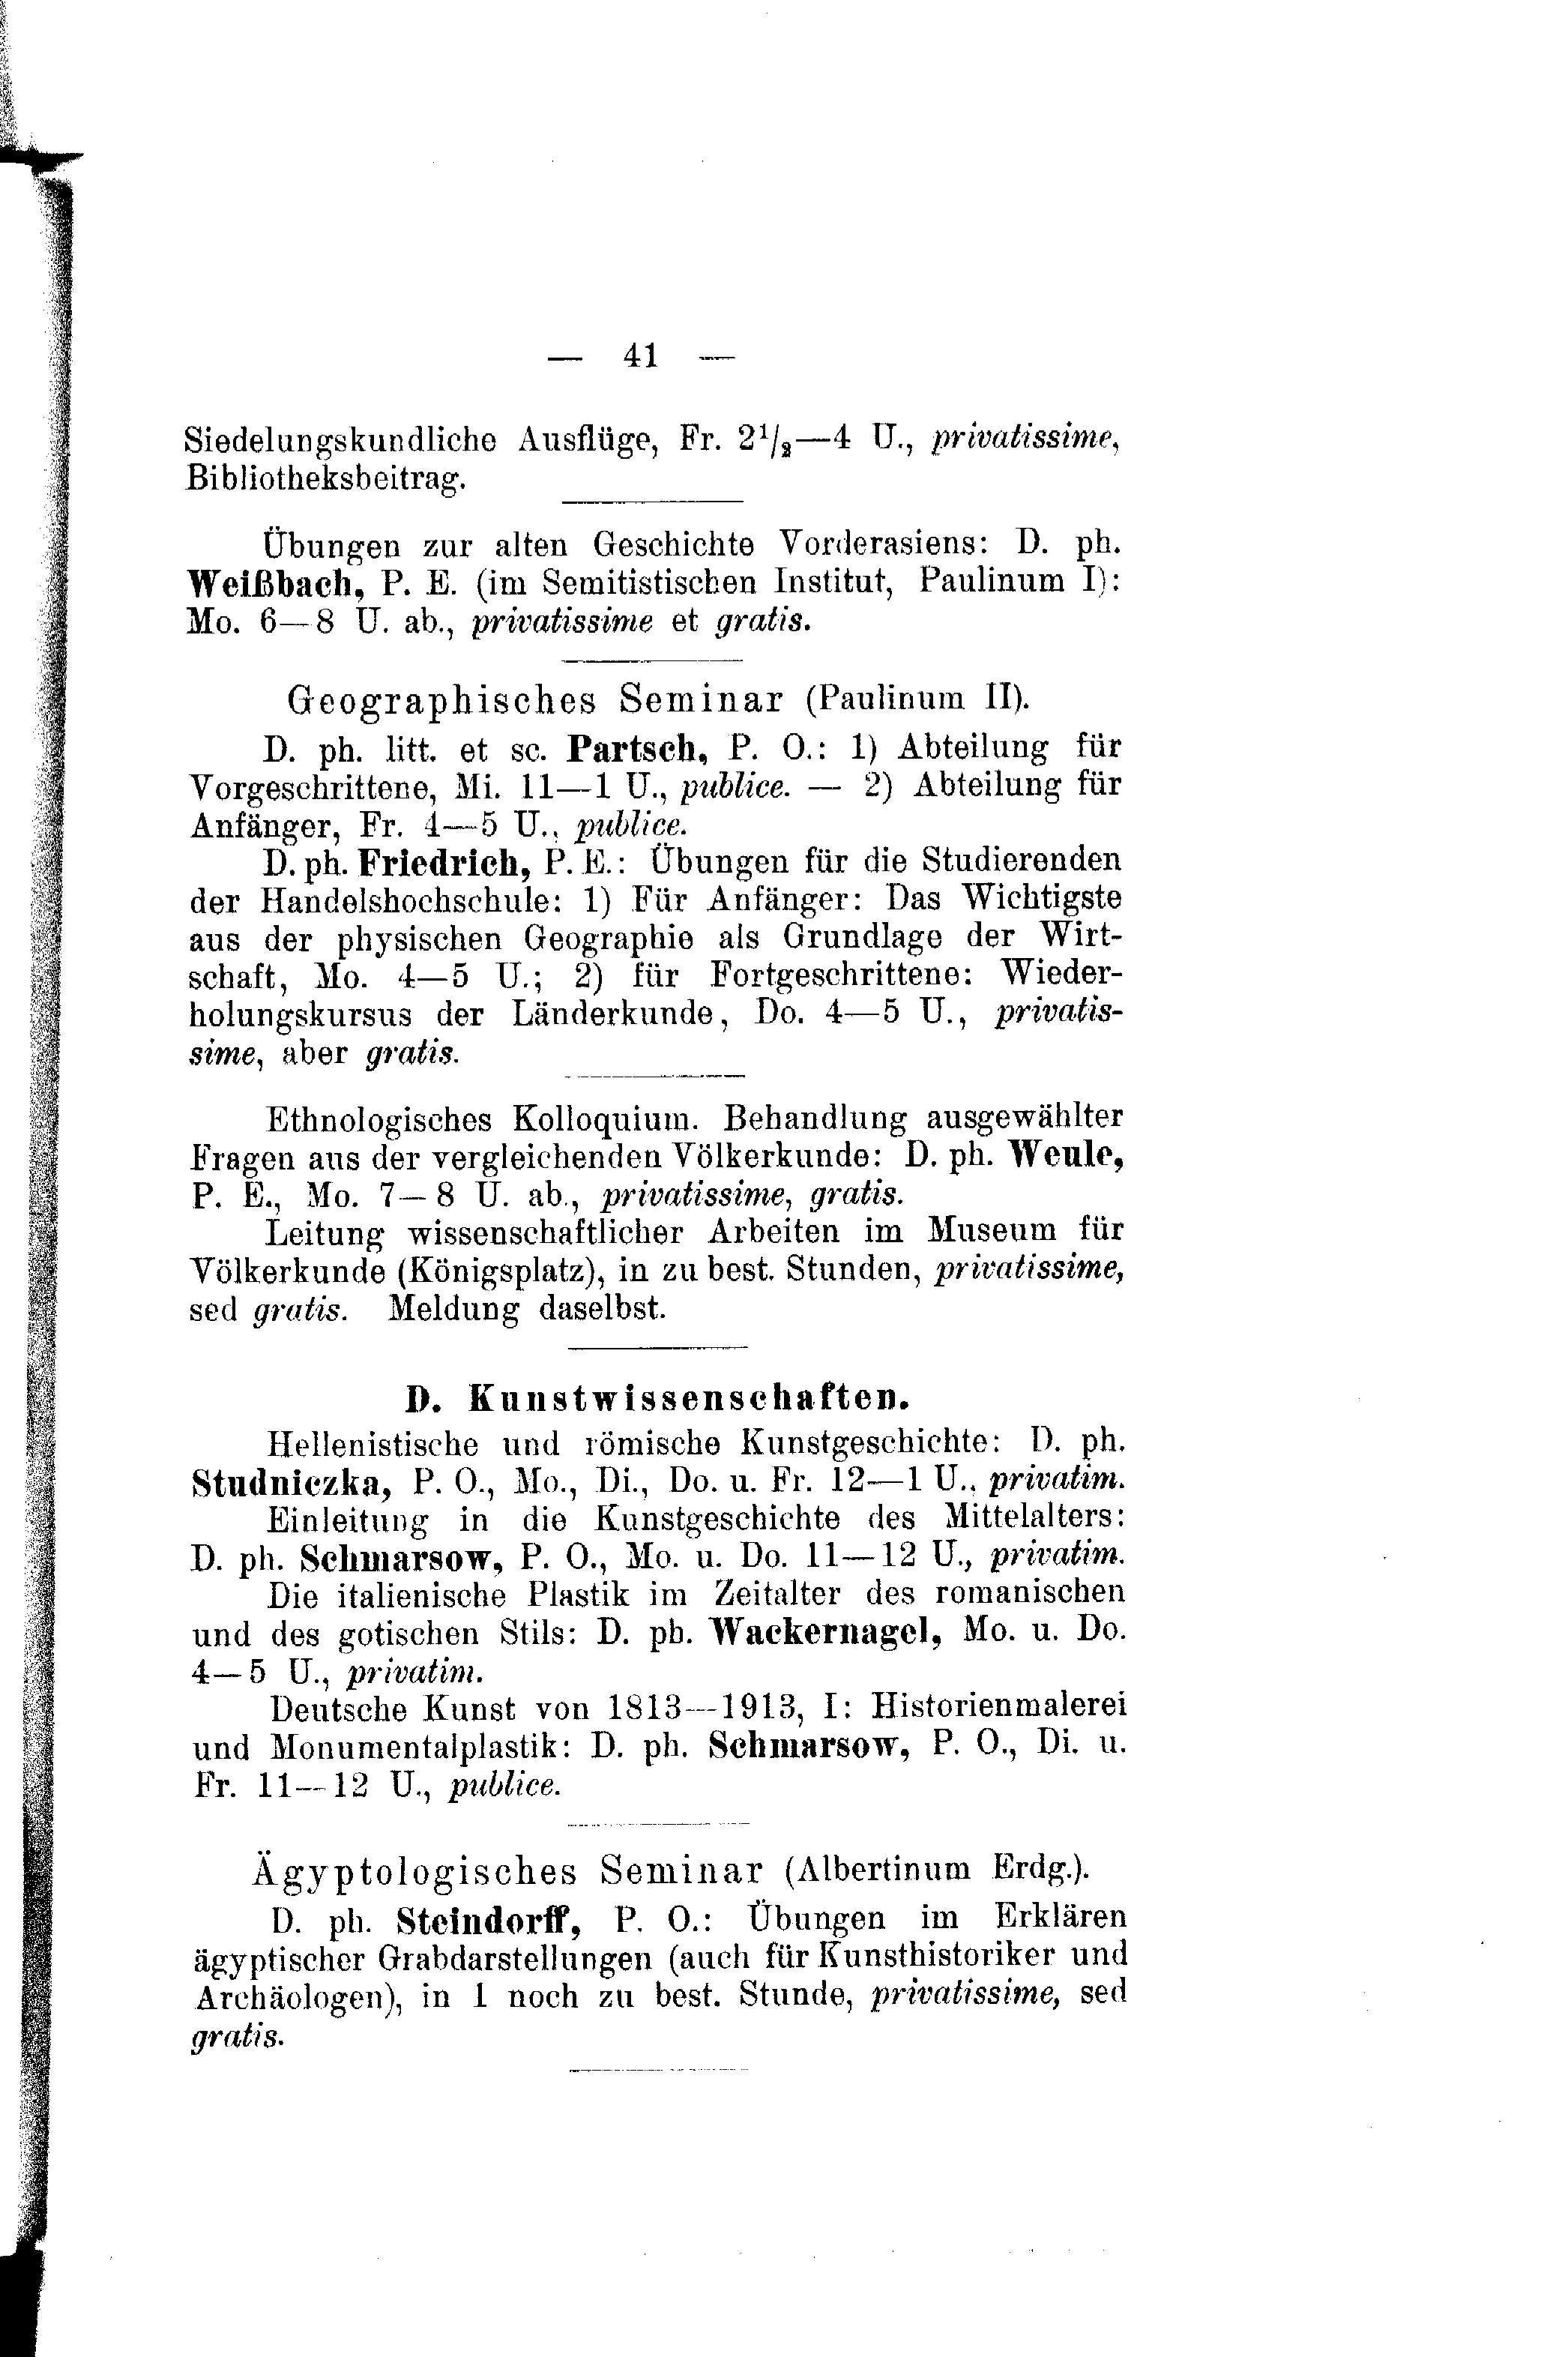 — 41 —
Siedelungskundliche Ausflüge, Fr. 2¹/₂—4 U., privatissime,
Bibliotheksbeitrag.
Übungen zur alten Geschichte Vorderasiens: D. ph.
Weißbach, P. E. (im Semitistischen Institut, Paulinum I):
Mo. 6—8 U. ab., privatissime et gratis.
Geographisches Seminar (Paulinum II).
D. ph. litt. et sc. Partsch, P. O.: 1) Abteilung für
Vorgeschrittene, Mi. 11—1 U., publice. — 2) Abteilung für
Anfänger, Fr. 4—5 U., publice.
D. ph. Friedrich, P. E.: Übungen für die Studierenden
der Handelshochschule: 1) Für Anfänger: Das Wichtigste
aus der physischen Geographie als Grundlage der Wirt-
schaft, Mo. 4—5 U.; 2) für Fortgeschrittene: Wieder-
holungskursus der Länderkunde, Do. 4—5 U., privatis-
sime, aber gratis.
Ethnologisches Kolloquium. Behandlung ausgewählter
Fragen aus der vergleichenden Völkerkunde: D. ph. Weule,
P. E., Mo. 7—8 U. ab., privatissime, gratis.
Leitung wissenschaftlicher Arbeiten im Museum für
Völkerkunde (Königsplatz), in zu best. Stunden, privatissime,
sed gratis. Meldung daselbst.
D. Kunstwissenschaften.
Hellenistische und römische Kunstgeschichte: D. ph.
Studniczka, P. O., Mo., Di., Do. u. Fr. 12—1 U., privatim.
Einleitung in die Kunstgeschichte des Mittelalters:
D. ph. Schmarsow, P. O., Mo. u. Do. 11—12 U., privatim.
Die italienische Plastik im Zeitalter des romanischen
und des gotischen Stils: D. ph. Wackernagel, Mo. u. Do.
4—5 U., privatim.
Deutsche Kunst von 1813—1913, I: Historienmalerei
und Monumentalplastik: D. ph. Schmarsow, P. O., Di. u.
Fr. 11—12 U., publice.
Ägyptologisches Seminar (Albertinum Erdg.).
D. ph. Steindorff, P. O.: Übungen im Erklären
ägyptischer Grabdarstellungen (auch für Kunsthistoriker und
Archäologen), in 1 noch zu best. Stunde, privatissime, sed
gratis.